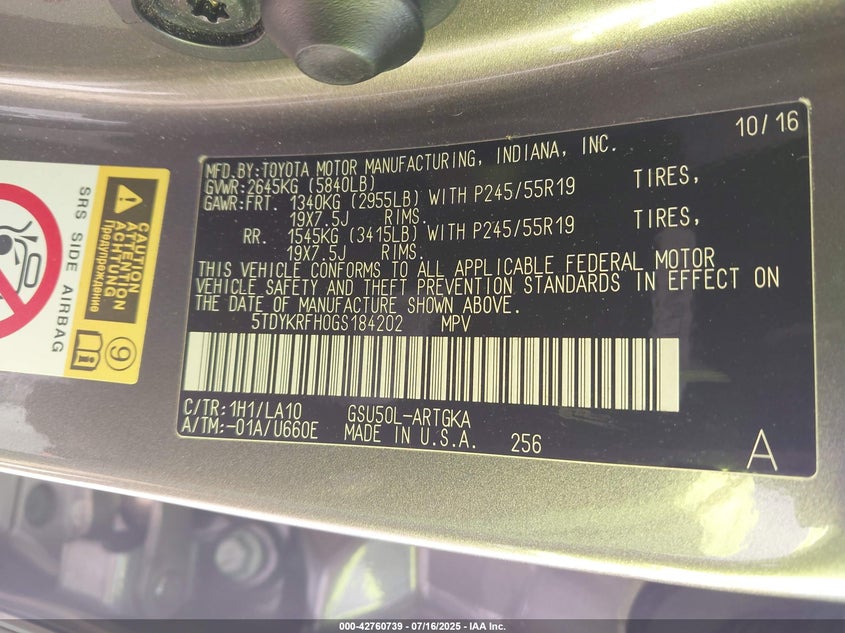 10/16
MFD.BY:TOYOTA MOTOR MANUFACTURING, INDIANA, INC.
GVWR:2645KG (5840LB)
GAWR:FRT. 1340KG (2955LB) WITH P245/55R19 TIRES,
19X7.5J RIMS.
RR. 1545KG (3415LB) WITH P245/55R19 TIRES,
19X7.5J RIMS.
THIS VEHICLE CONFORMS TO ALL APPLICABLE FEDERAL MOTOR
VEHICLE SAFETY AND THEFT PREVENTION STANDARDS IN EFFECT ON
THE DATE OF MANUFACTURE SHOWN ABOVE.
5TDYKRFH0GS184202 MPV
C/TR:1H1/LA10 GSU50L-ARTGKA
A/TM:-01A/U660E MADE IN U.S.A. 256
A
SRS SIDE AIRBAG
CAUTION
ATTENTION
ACHTUNG
Предупреждение
9
000-42760739 - 07/16/2025 - IAA Inc.